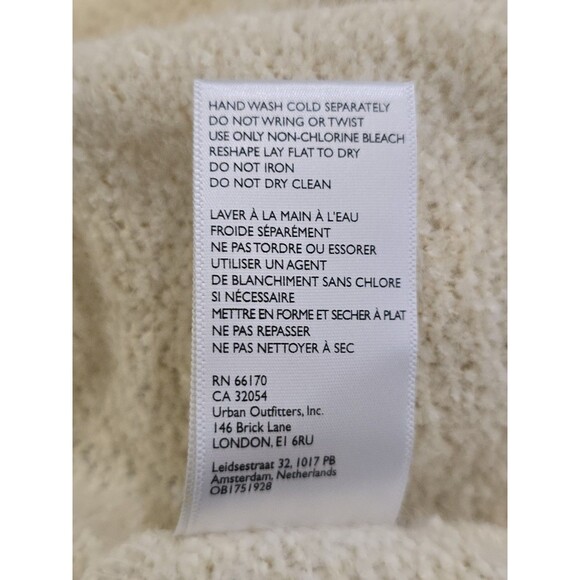 HAND WASH COLD SEPARATELY
DO NOT WRING OR TWIST
USE ONLY NON-CHLORINE BLEACH
RESHAPE LAY FLAT TO DRY
DO NOT IRON
DO NOT DRY CLEAN
LAVER À LA MAIN À L'EAU
FROIDE SÉPARÉMENT
NE PAS TORDRE OU ESSORER
UTILISER UN AGENT
DE BLANCHIMENT SANS CHLORE
SI NÉCESSAIRE
METTRE EN FORME ET SECHER À PLAT
NE PAS REPASSER
NE PAS NETTOYER À SEC
RN 66170
CA 32054
Urban Outfitters, Inc.
146 Brick Lane
LONDON, E1 6RU
Leidsestraat 32, 1017 PB
Amsterdam, Netherlands
OB1751928